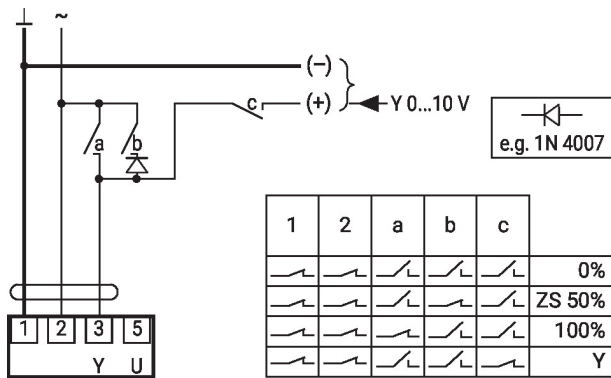 ⊥ ~
(–)
c (+) Y 0...10 V
a b
e.g. 1N 4007
1 2 a b c
0%
ZS 50%
100%
Y
1 2 3 5
Y U